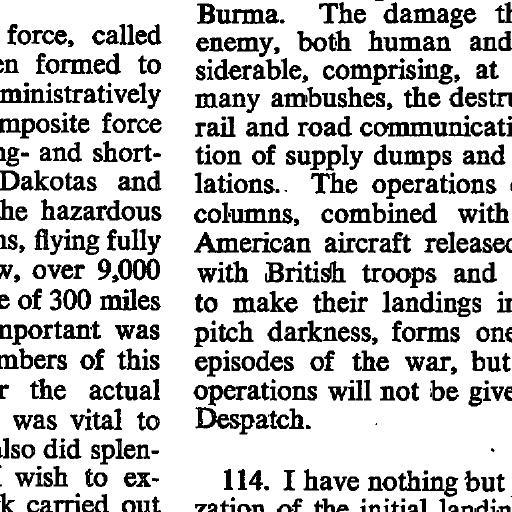 force, called
en formed to
ministratively
mposite force
ng- and short-
Dakotas and
he hazardous
ns, flying fully
w, over 9,000
e of 300 miles
mportant was
mbers of this
r the actual
was vital to
also did splen-
I wish to ex-
k carried out
Burma. The damage th
enemy, both human and
siderable, comprising, at
many ambushes, the destru
rail and road communicati
tion of supply dumps and
lations. The operations
columns, combined with
American aircraft released
with British troops and
to make their landings in
pitch darkness, forms one
episodes of the war, but
operations will not be give
Despatch.
114. I have nothing but
zation of the initial landin